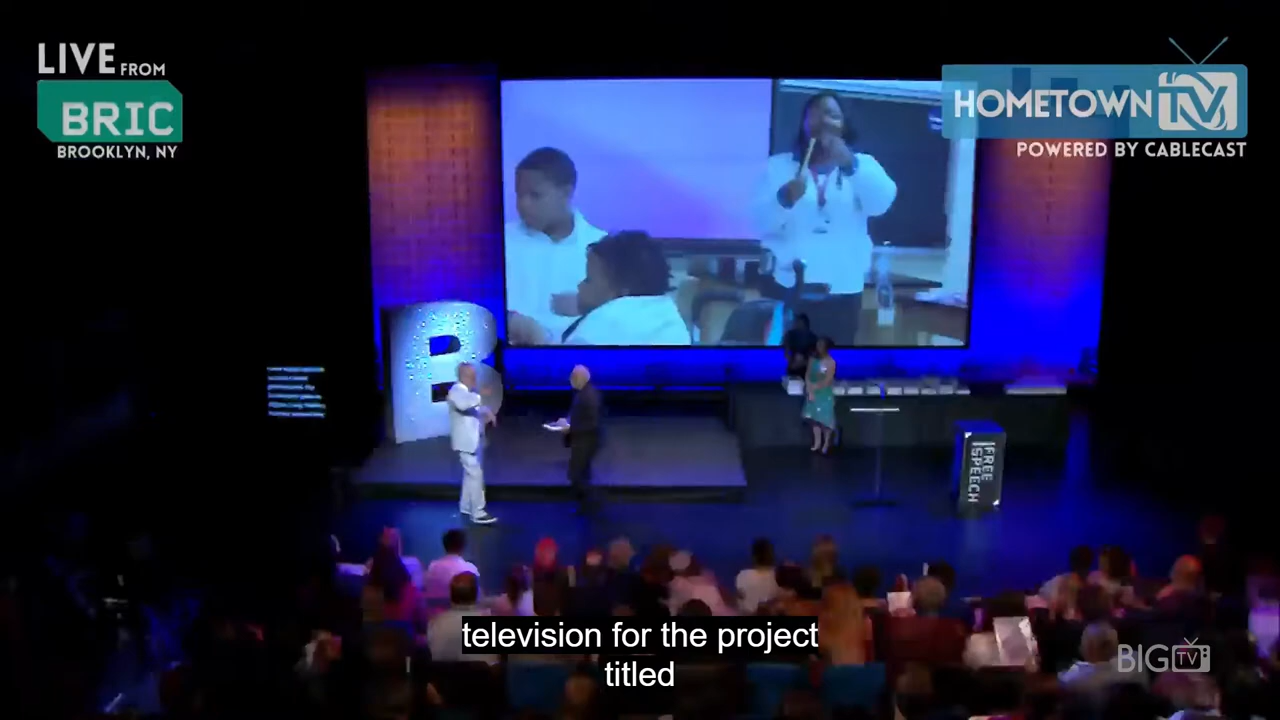 LIVE FROM
BRIC
BROOKLYN, NY
HOMETOWN TV
POWERED BY CABLECAST
B
FREE
SPEECH
television for the project
titled
BIG TV